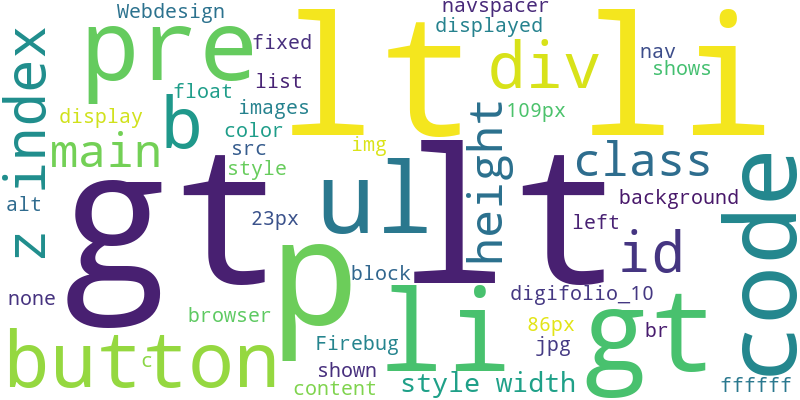 Webdesign
navspacer
displayed
pre
lt
li
fixed
div
nav
shows
list
float
images
index
display
b
color
109px
height
main
src
img
style
class
z
alt
gt
ul
lt
background
23px
left
id
code
p
block
none
digifolio_10
browser
li
gt
86px
br
Firebug
jpg
button
c
shown
content
style width
ffffff